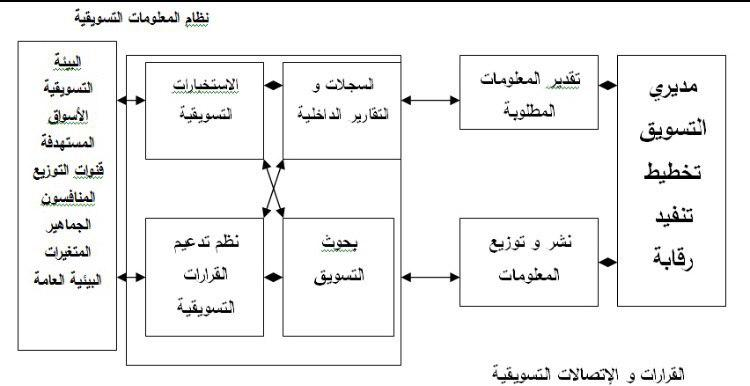 نظام المعلومات التسويقية
مديري
التسويق
تخطيط
تنفيد
رقابة
تقدير المعلومات
المطلوبة
نشر و توزيع
المعلومات
السجلات و
التقارير الداخلية
الاستخبارات
التسويقية
بحوث
التسويق
نظم تدعيم
القرارات
التسويقية
البيئة
التسويقية
الأسواق
المستهدفة
قنوات التوزيع
المنافسون
الجماهير
المتغيرات
البيئية العامة
القرارات و الإتصالات التسويقية